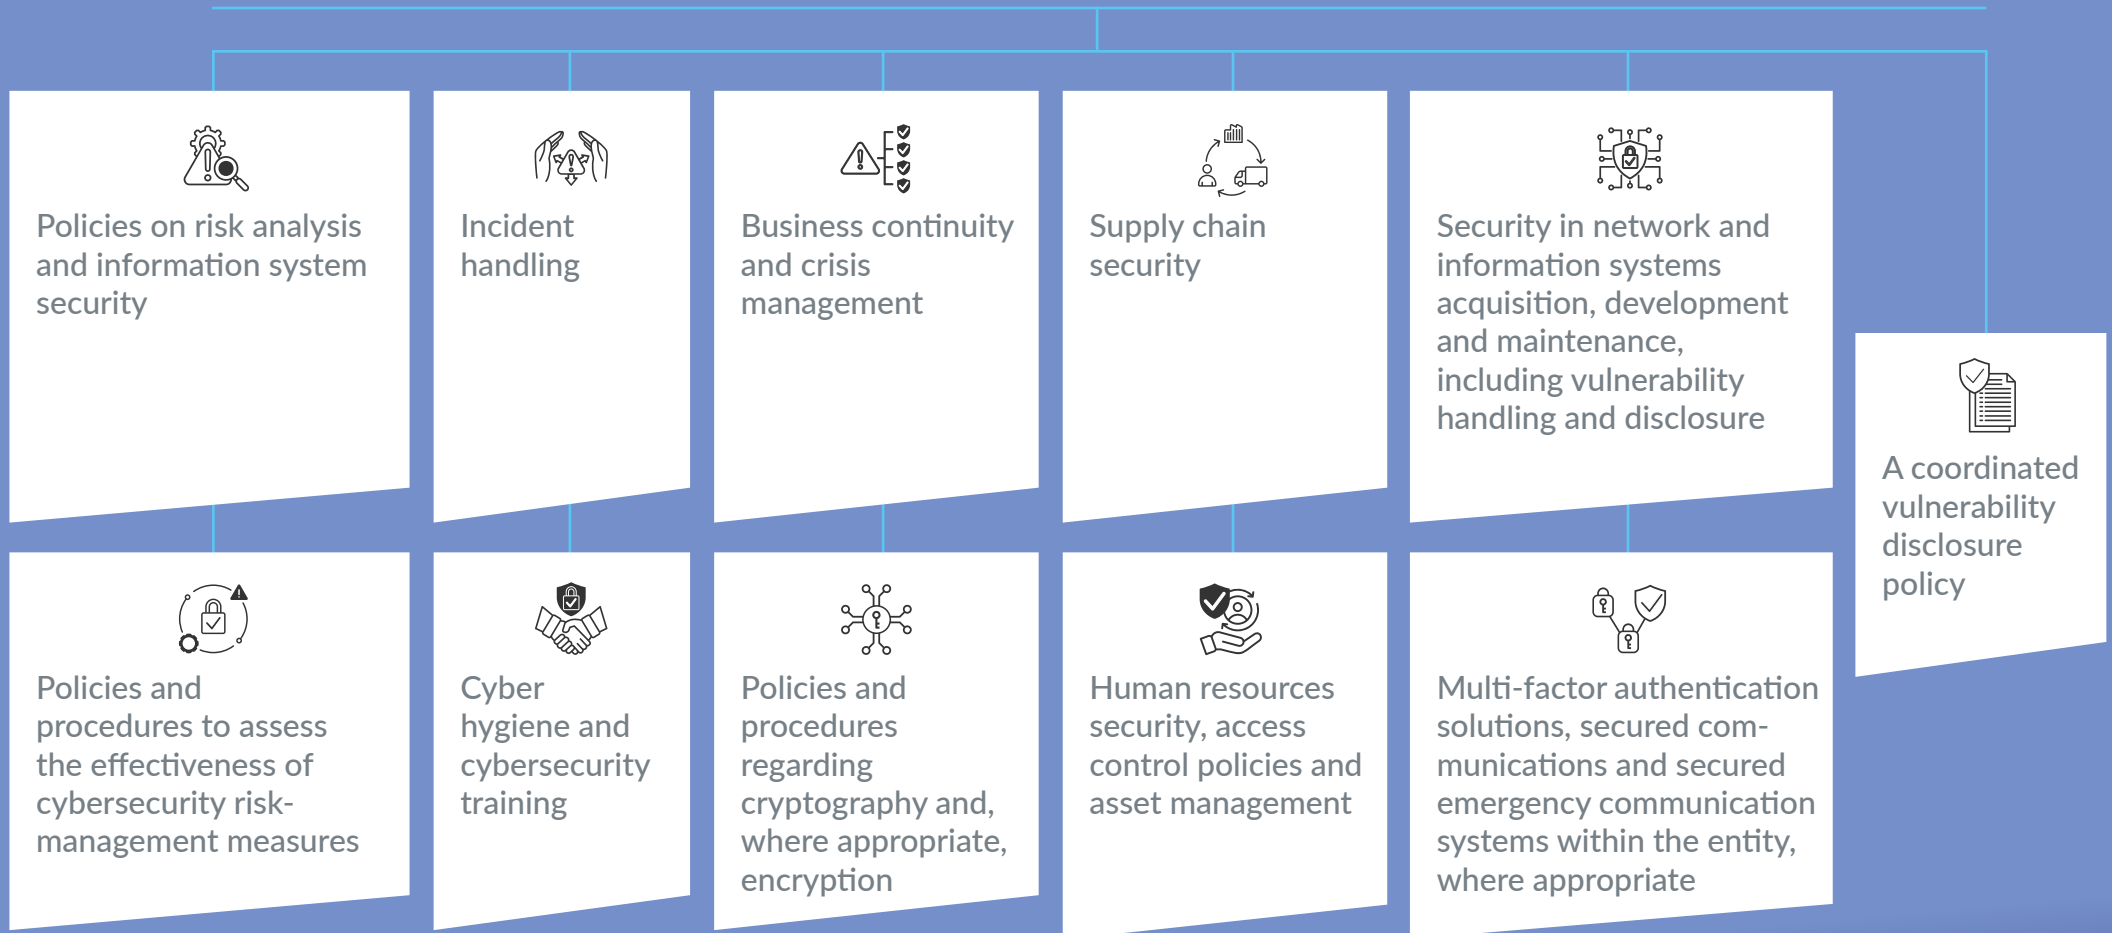 Policies on risk analysis
and information system
security
Incident
handling
Business continuity
and crisis
management
Supply chain
security
Security in network and
information systems
acquisition, development
and maintenance,
including vulnerability
handling and disclosure
A coordinated
vulnerability
disclosure
policy
Policies and
procedures to assess
the effectiveness of
cybersecurity risk-
management measures
Cyber
hygiene and
cybersecurity
training
Policies and
procedures
regarding
cryptography and,
where appropriate,
encryption
Human resources
security, access
control policies and
asset management
Multi-factor authentication
solutions, secured com-
munications and secured
emergency communication
systems within the entity,
where appropriate